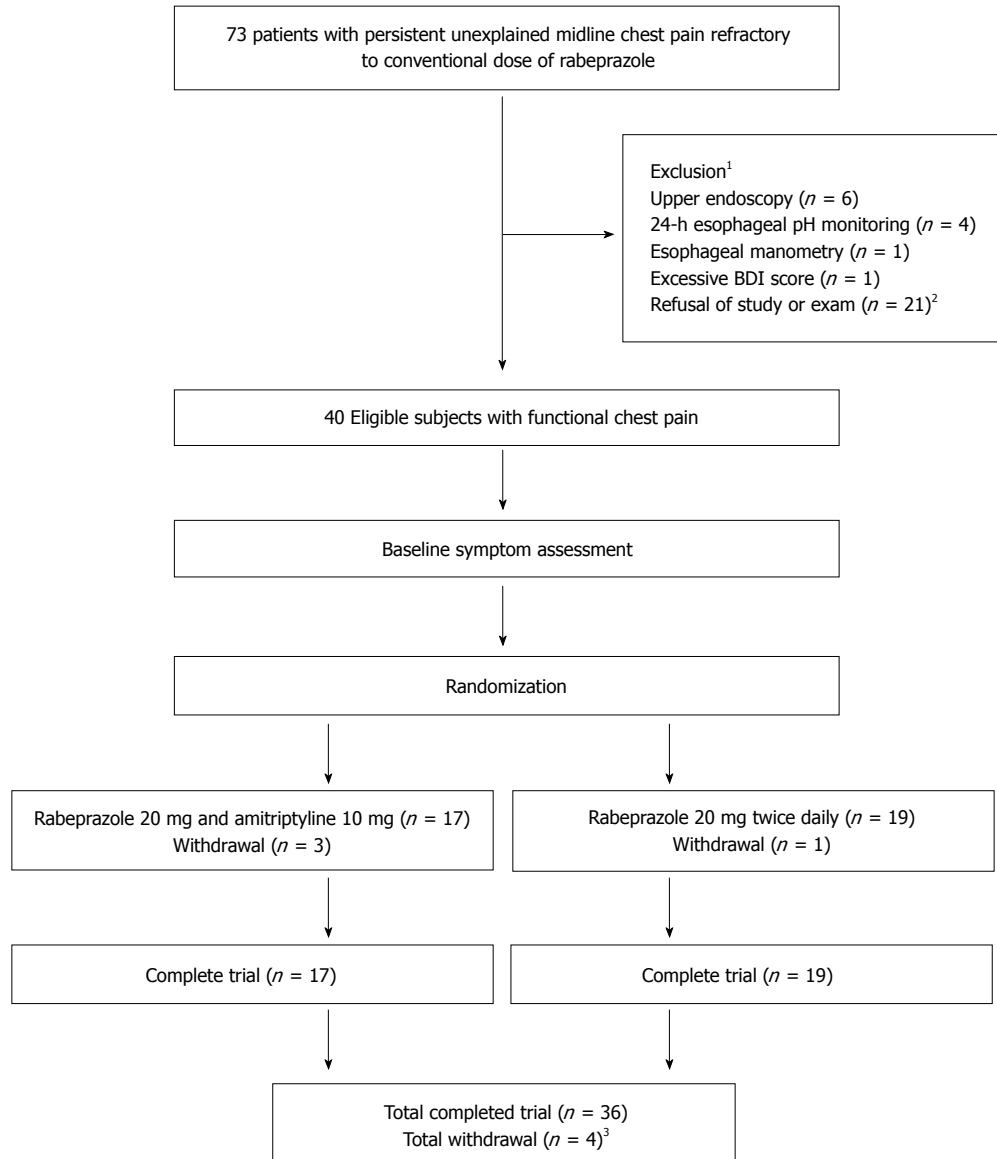 73 patients with persistent unexplained midline chest pain refractory
to conventional dose of rabeprazole
Exclusion¹
Upper endoscopy (n = 6)
24-h esophageal pH monitoring (n = 4)
Esophageal manometry (n = 1)
Excessive BDI score (n = 1)
Refusal of study or exam (n = 21)²
40 Eligible subjects with functional chest pain
Baseline symptom assessment
Randomization
Rabeprazole 20 mg and amitriptyline 10 mg (n = 17)
Withdrawal (n = 3)
Rabeprazole 20 mg twice daily (n = 19)
Withdrawal (n = 1)
Complete trial (n = 17)
Complete trial (n = 19)
Total completed trial (n = 36)
Total withdrawal (n = 4)³